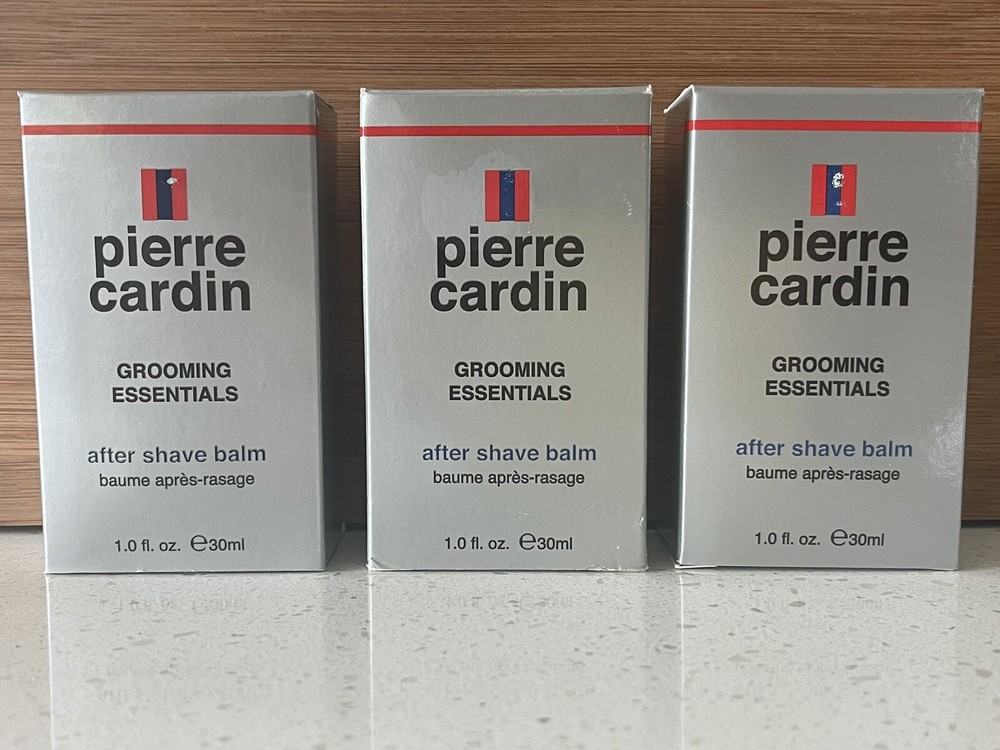 pierre
cardin
GROOMING
ESSENTIALS
after shave balm
baume après-rasage
1.0 fl. oz. ℮30ml
pierre
cardin
GROOMING
ESSENTIALS
after shave balm
baume après-rasage
1.0 fl. oz. ℮30ml
pierre
cardin
GROOMING
ESSENTIALS
after shave balm
baume après-rasage
1.0 fl. oz. ℮30ml